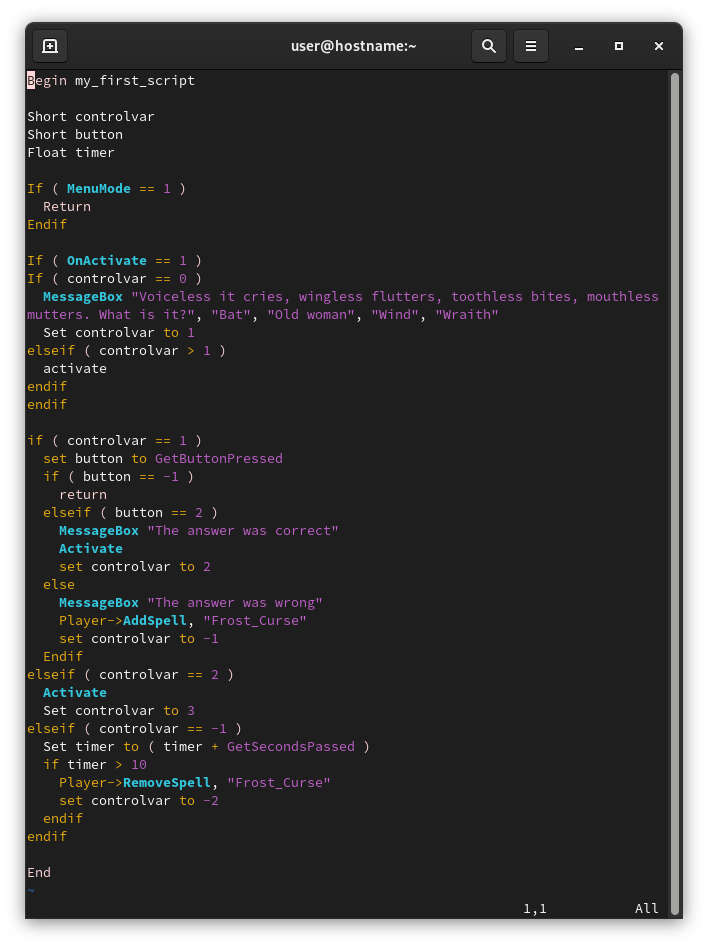 user@hostname:~
Begin my_first_script

Short controlvar
Short button
Float timer

If ( MenuMode == 1 )
  Return
Endif

If ( OnActivate == 1 )
If ( controlvar == 0 )
  MessageBox "Voiceless it cries, wingless flutters, toothless bites, mouthless
mutters. What is it?", "Bat", "Old woman", "Wind", "Wraith"
  Set controlvar to 1
elseif ( controlvar > 1 )
  activate
endif
endif

if ( controlvar == 1 )
  set button to GetButtonPressed
  if ( button == -1 )
    return
  elseif ( button == 2 )
    MessageBox "The answer was correct"
    Activate
    set controlvar to 2
  else
    MessageBox "The answer was wrong"
    Player->AddSpell, "Frost_Curse"
    set controlvar to -1
  Endif
elseif ( controlvar == 2 )
  Activate
  Set controlvar to 3
elseif ( controlvar == -1 )
  Set timer to ( timer + GetSecondsPassed )
  if timer > 10
    Player->RemoveSpell, "Frost_Curse"
    set controlvar to -2
  endif
endif

End
~
1,1 All